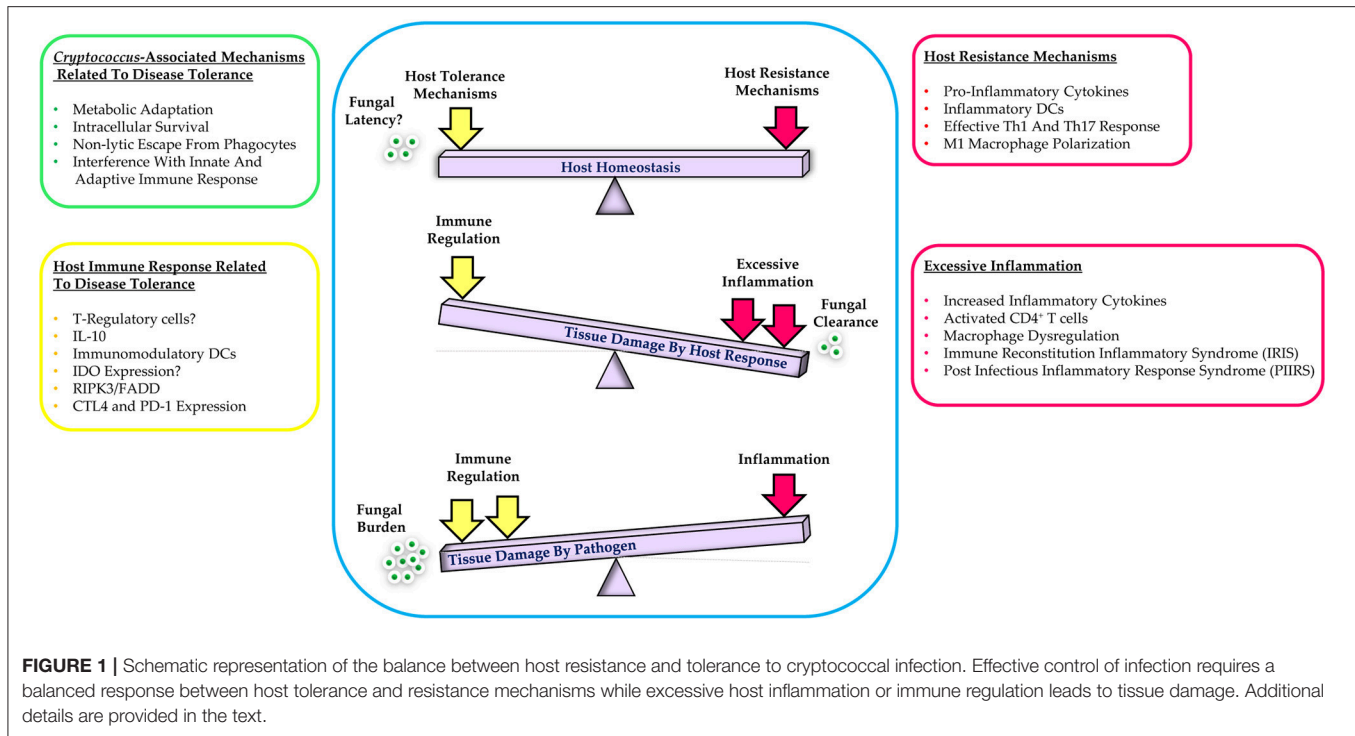 Cryptococcus-Associated Mechanisms
Related To Disease Tolerance
• Metabolic Adaptation
• Intracellular Survival
• Non-lytic Escape From Phagocytes
• Interference With Innate And
Adaptive Immune Response
Host Immune Response Related
To Disease Tolerance
• T-Regulatory cells?
• IL-10
• Immunomodulatory DCs
• IDO Expression?
• RIPK3/FADD
• CTL4 and PD-1 Expression
Fungal
Latency?
Host Tolerance
Mechanisms
Host Resistance
Mechanisms
Host Homeostasis
Immune
Regulation
Excessive
Inflammation
Fungal
Clearance
Tissue Damage By Host Response
Immune
Regulation
Inflammation
Fungal
Burden
Tissue Damage By Pathogen
Host Resistance Mechanisms
• Pro-Inflammatory Cytokines
• Inflammatory DCs
• Effective Th1 And Th17 Response
• M1 Macrophage Polarization
Excessive Inflammation
• Increased Inflammatory Cytokines
• Activated CD4⁺ T cells
• Macrophage Dysregulation
• Immune Reconstitution Inflammatory Syndrome (IRIS)
• Post Infectious Inflammatory Response Syndrome (PIIRS)
FIGURE 1 | Schematic representation of the balance between host resistance and tolerance to cryptococcal infection. Effective control of infection requires a
balanced response between host tolerance and resistance mechanisms while excessive host inflammation or immune regulation leads to tissue damage. Additional
details are provided in the text.